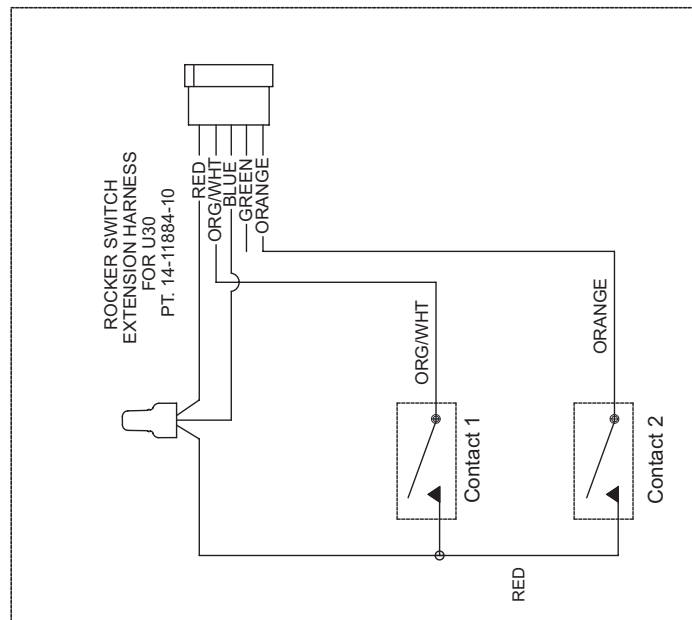 ROCKER SWITCH
EXTENSION HARNESS
FOR U30
PT. 14-11884-10
RED
ORG/WHT
BLUE
GREEN
ORANGE
ORG/WHT
ORANGE
Contact 1
Contact 2
RED